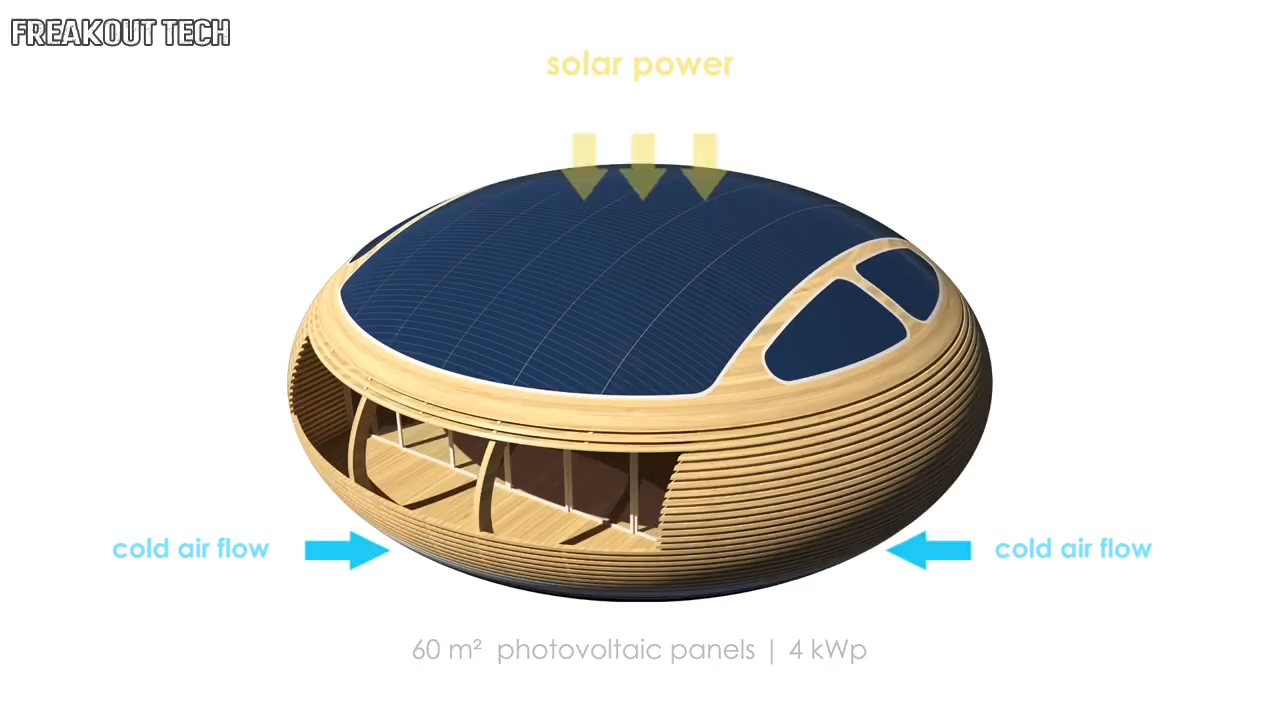 FREAKOUT TECH
solar power
cold air flow
cold air flow
60 m² photovoltaic panels | 4 kWp